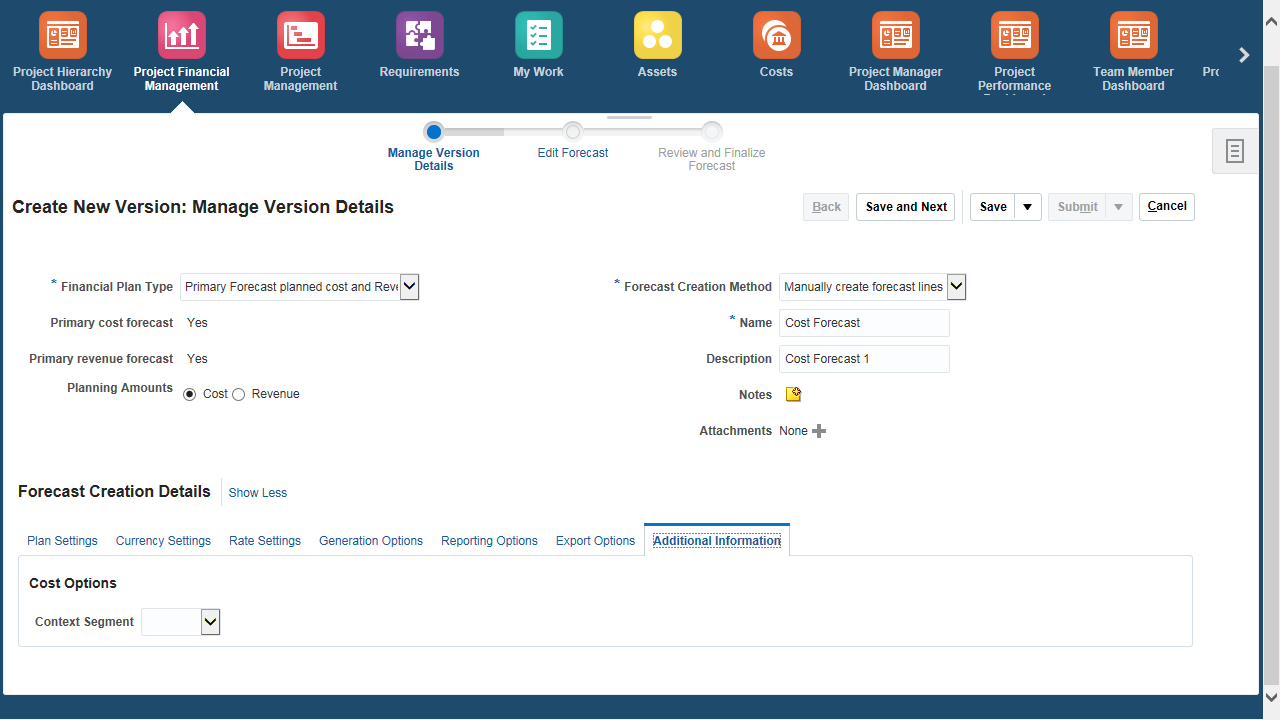 Project Hierarchy
Dashboard
Project Financial
Management
Project
Management
Requirements
My Work
Assets
Costs
Project Manager
Dashboard
Project
Performance
Team Member
Dashboard
Manage Version
Details
Edit Forecast
Review and Finalize
Forecast
Create New Version: Manage Version Details
Back
Save and Next
Save
Submit
Cancel
* Financial Plan Type Primary Forecast planned cost and Reve
Primary cost forecast Yes
Primary revenue forecast Yes
Planning Amounts Cost Revenue
* Forecast Creation Method Manually create forecast lines
* Name Cost Forecast
Description Cost Forecast 1
Notes
Attachments None
Forecast Creation Details Show Less
Plan Settings Currency Settings Rate Settings Generation Options Reporting Options Export Options Additional Information
Cost Options
Context Segment